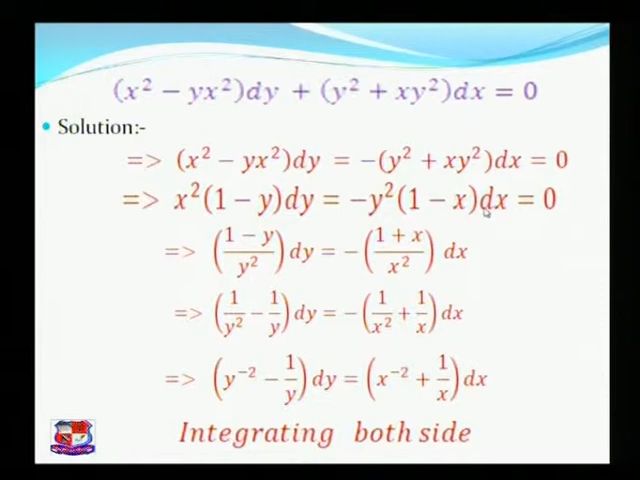 (x² − yx²)dy + (y² + xy²)dx = 0
• Solution:-
=> (x² − yx²)dy = −(y² + xy²)dx = 0
=> x²(1 − y)dy = −y²(1 − x)dx = 0
=> ((1 − y)/y²) dy = −((1 + x)/x²) dx
=> (1/y² − 1/y) dy = −(1/x² + 1/x) dx
=> (y⁻² − 1/y) dy = (x⁻² + 1/x) dx
Integrating both side